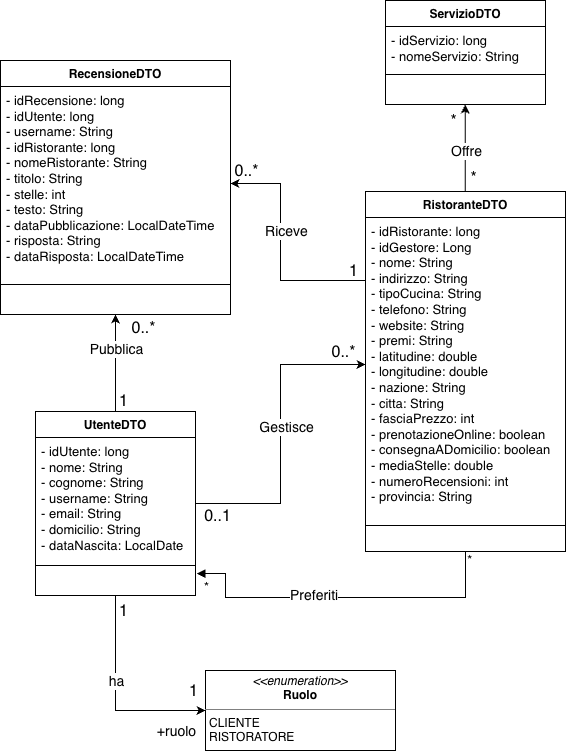 ServizioDTO
- idServizio: long
- nomeServizio: String
*
Offre
*
RecensioneDTO
- idRecensione: long
- idUtente: long
- username: String
- idRistorante: long
- nomeRistorante: String
- titolo: String
- stelle: int
- testo: String
- dataPubblicazione: LocalDateTime
- risposta: String
- dataRisposta: LocalDateTime
0..*
Riceve
1
RistoranteDTO
- idRistorante: long
- idGestore: Long
- nome: String
- indirizzo: String
- tipoCucina: String
- telefono: String
- website: String
- premi: String
- latitudine: double
- longitudine: double
- nazione: String
- citta: String
- fasciaPrezzo: int
- prenotazioneOnline: boolean
- consegnaADomicilio: boolean
- mediaStelle: double
- numeroRecensioni: int
- provincia: String
0..*
Pubblica
1
0..*
Gestisce
0..1
UtenteDTO
- idUtente: long
- nome: String
- cognome: String
- username: String
- email: String
- domicilio: String
- dataNascita: LocalDate
*
Preferiti
*
1
ha
1
+ruolo
<<enumeration>>
Ruolo
CLIENTE
RISTORATORE